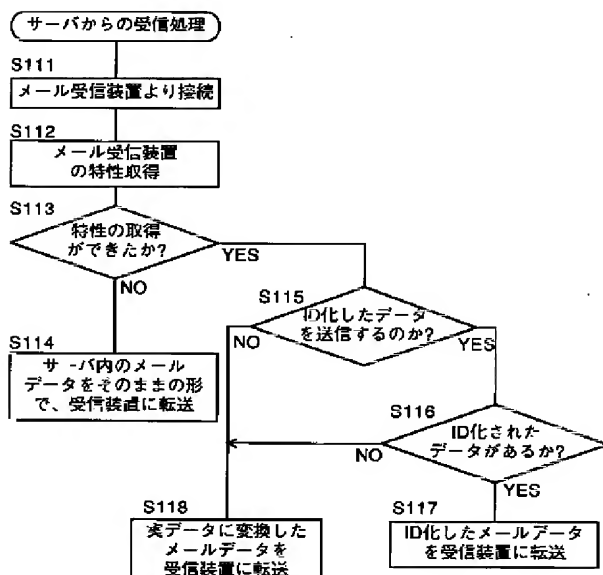 サーバからの受信処理
S111
メール受信装置より接続
S112
メール受信装置
の特性取得
S113
特性の取得
ができたか?
YES
NO
S115
ID化したデータ
を送信するのか?
NO
YES
S114
サーバ内のメール
データをそのままの形
で、受信装置に転送
S116
ID化された
データがあるか?
NO
YES
S118
実データに変換した
メールデータを
受信装置に転送
S117
ID化したメールデータ
を受信装置に転送